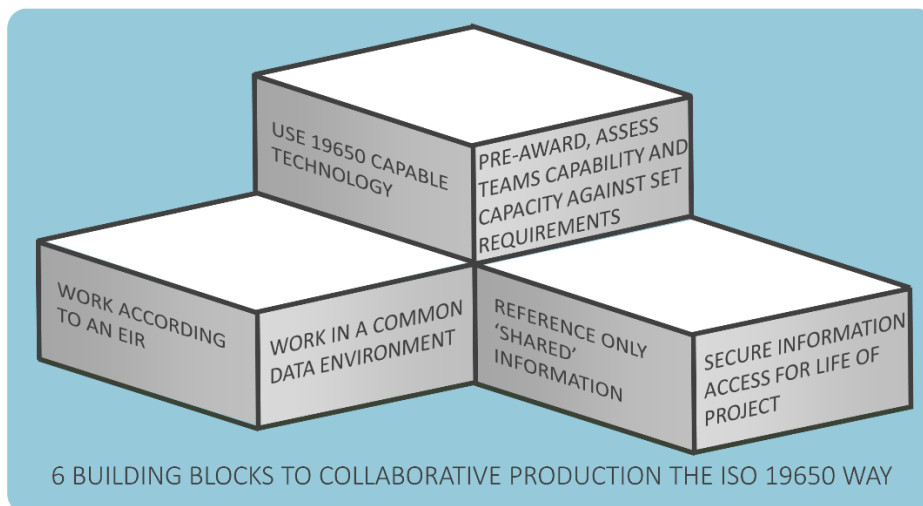 USE 19650 CAPABLE
TECHNOLOGY
PRE-AWARD, ASSESS
TEAMS CAPABILITY AND
CAPACITY AGAINST SET
REQUIREMENTS
WORK ACCORDING
TO AN EIR
WORK IN A COMMON
DATA ENVIRONMENT
REFERENCE ONLY
‘SHARED’
INFORMATION
SECURE INFORMATION
ACCESS FOR LIFE OF
PROJECT
6 BUILDING BLOCKS TO COLLABORATIVE PRODUCTION THE ISO 19650 WAY